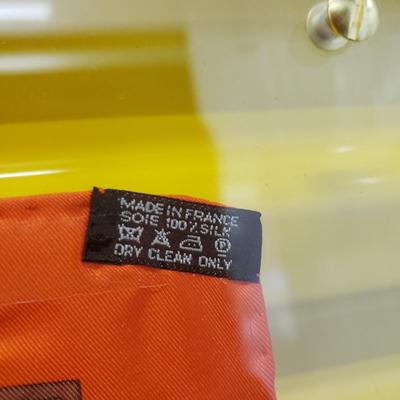 MADE IN FRANCE
SOIE 100% SILK
P
DRY CLEAN ONLY